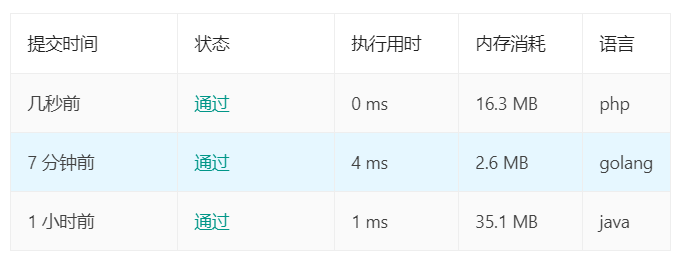 提交时间 状态 执行用时 内存消耗 语言
几秒前 通过 0 ms 16.3 MB php
7 分钟前 通过 4 ms 2.6 MB golang
1 小时前 通过 1 ms 35.1 MB java